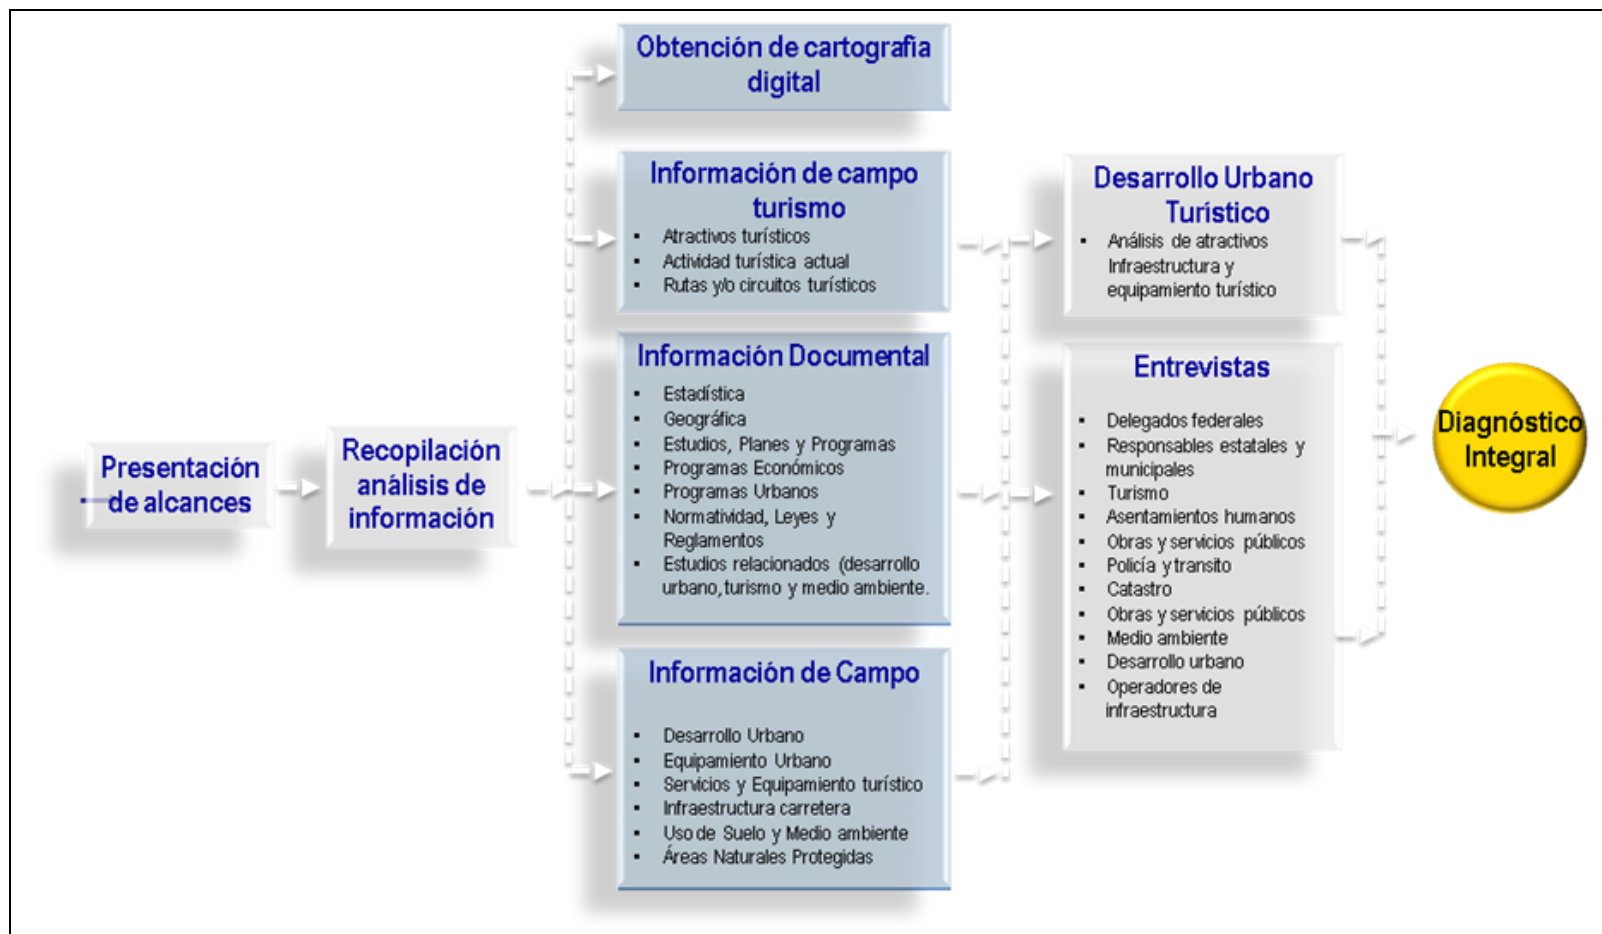 Obtención de cartografía
digital
Información de campo
turismo
▪ Atractivos turísticos
▪ Actividad turística actual
▪ Rutas y/o circuitos turísticos
Información Documental
▪ Estadística
▪ Geográfica
▪ Estudios, Planes y Programas
▪ Programas Económicos
▪ Programas Urbanos
▪ Normatividad, Leyes y
Reglamentos
▪ Estudios relacionados (desarrollo
urbano, turismo y medio ambiente.
Información de Campo
▪ Desarrollo Urbano
▪ Equipamiento Urbano
▪ Servicios y Equipamiento turístico
▪ Infraestructura carretera
▪ Uso de Suelo y Medio ambiente
▪ Áreas Naturales Protegidas
Presentación
de alcances
Recopilación
análisis de
información
Desarrollo Urbano
Turístico
▪ Análisis de atractivos
Infraestructura y
equipamiento turístico
Entrevistas
▪ Delegados federales
▪ Responsables estatales y
municipales
▪ Turismo
▪ Asentamientos humanos
▪ Obras y servicios públicos
▪ Policía y transito
▪ Catastro
▪ Obras y servicios públicos
▪ Medio ambiente
▪ Desarrollo urbano
▪ Operadores de
infraestructura
Diagnóstico
Integral